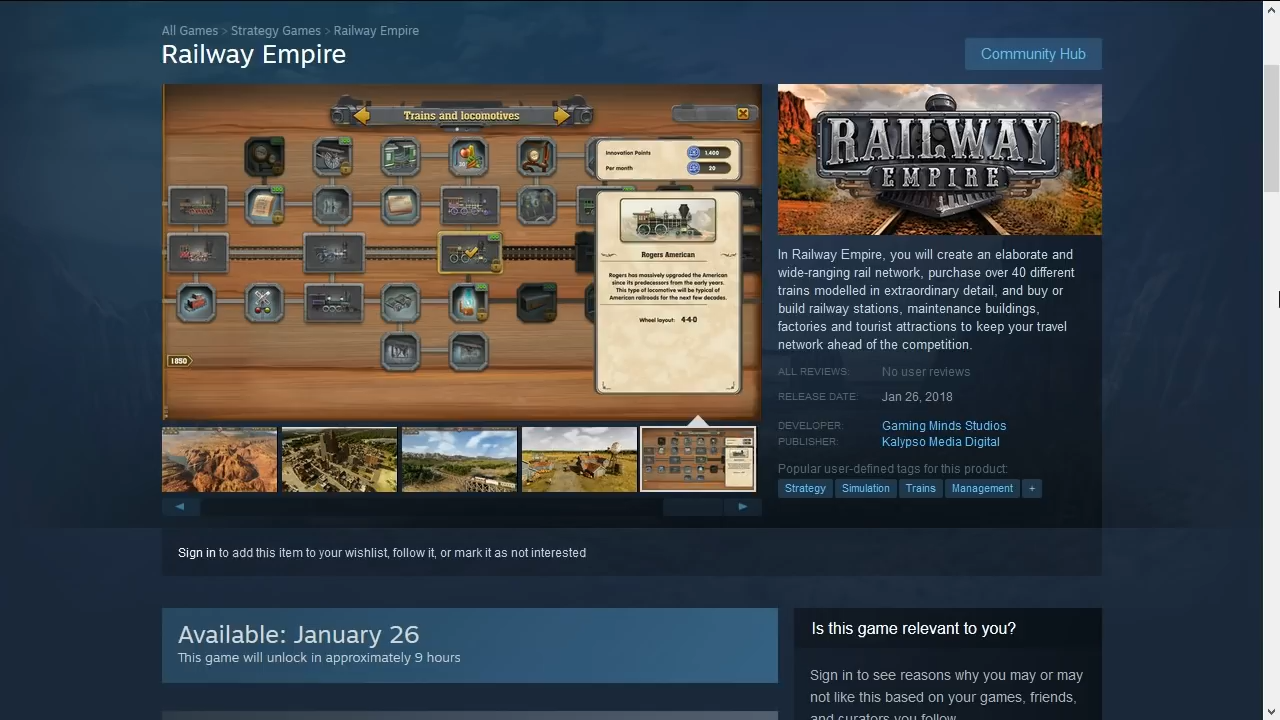 All Games > Strategy Games > Railway Empire
Railway Empire
Community Hub
Trains and locomotives
Innovation Points 1.400
Per month 20
Rogers American
Rogers has massively upgraded the American
since its predecessors from the early years.
This type of locomotive will be typical of
American railroads for the next few decades.
Wheel layout: 4-4-0
1850
RAILWAY
EMPIRE
In Railway Empire, you will create an elaborate and
wide-ranging rail network, purchase over 40 different
trains modelled in extraordinary detail, and buy or
build railway stations, maintenance buildings,
factories and tourist attractions to keep your travel
network ahead of the competition.
ALL REVIEWS: No user reviews
RELEASE DATE: Jan 26, 2018
DEVELOPER: Gaming Minds Studios
PUBLISHER: Kalypso Media Digital
Popular user-defined tags for this product:
Strategy Simulation Trains Management +
Sign in to add this item to your wishlist, follow it, or mark it as not interested
Available: January 26
This game will unlock in approximately 9 hours
Is this game relevant to you?
Sign in to see reasons why you may or may
not like this based on your games, friends,
and curators you follow.